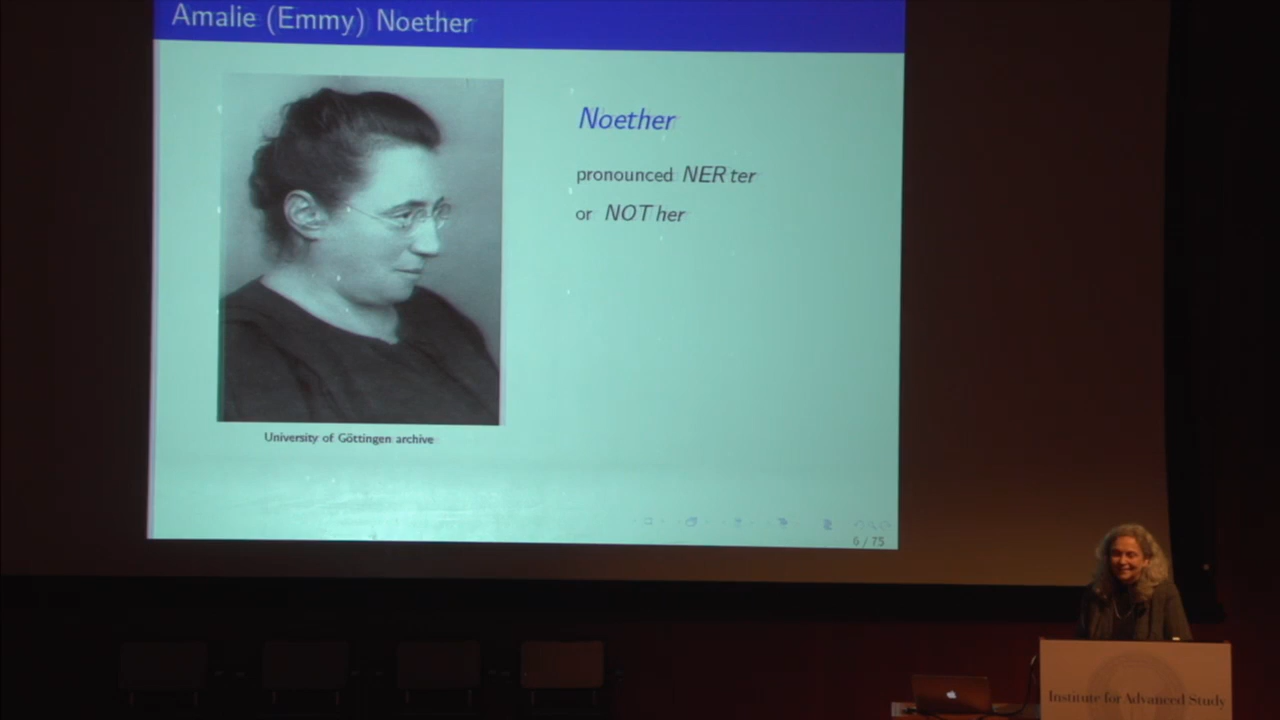 Amalie (Emmy) Noether
Noether
pronounced NER ter
or NOT her
University of Göttingen archive
6 / 75
Institute for Advanced Study